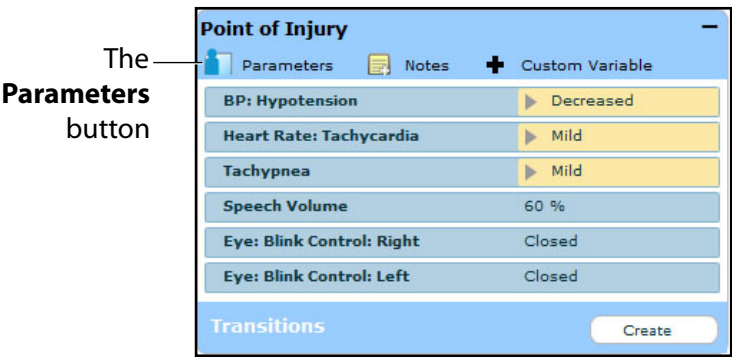 The
Parameters
button
Point of Injury
Parameters Notes Custom Variable
BP: Hypotension Decreased
Heart Rate: Tachycardia Mild
Tachypnea Mild
Speech Volume 60 %
Eye: Blink Control: Right Closed
Eye: Blink Control: Left Closed
Transitions Create